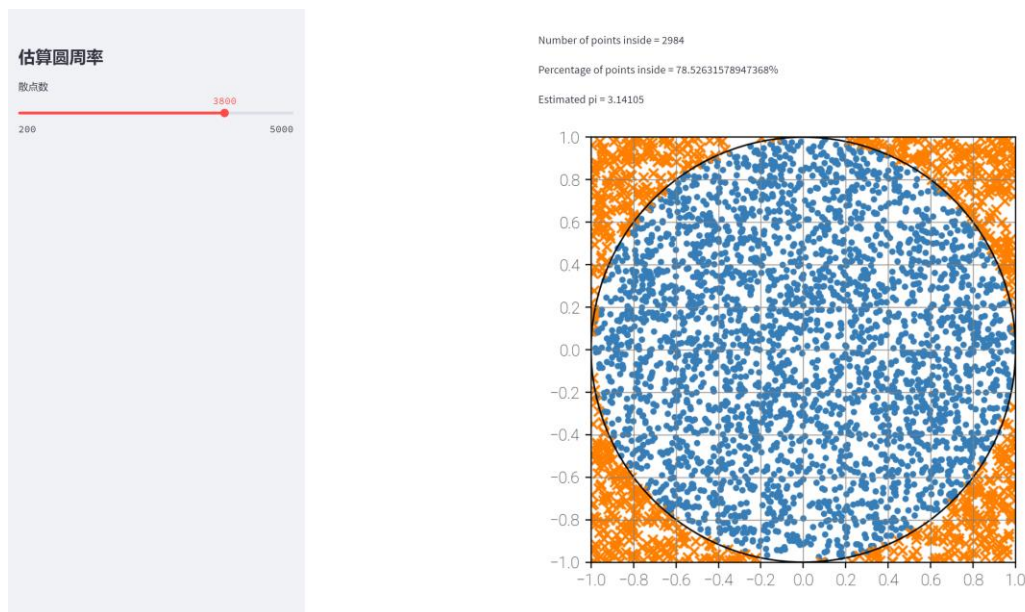 估算圆周率
散点数
3800
200 5000
Number of points inside = 2984
Percentage of points inside = 78.52631578947368%
Estimated pi = 3.14105
1.0
0.8
0.6
0.4
0.2
0.0
−0.2
−0.4
−0.6
−0.8
−1.0
−1.0 −0.8 −0.6 −0.4 −0.2 0.0 0.2 0.4 0.6 0.8 1.0